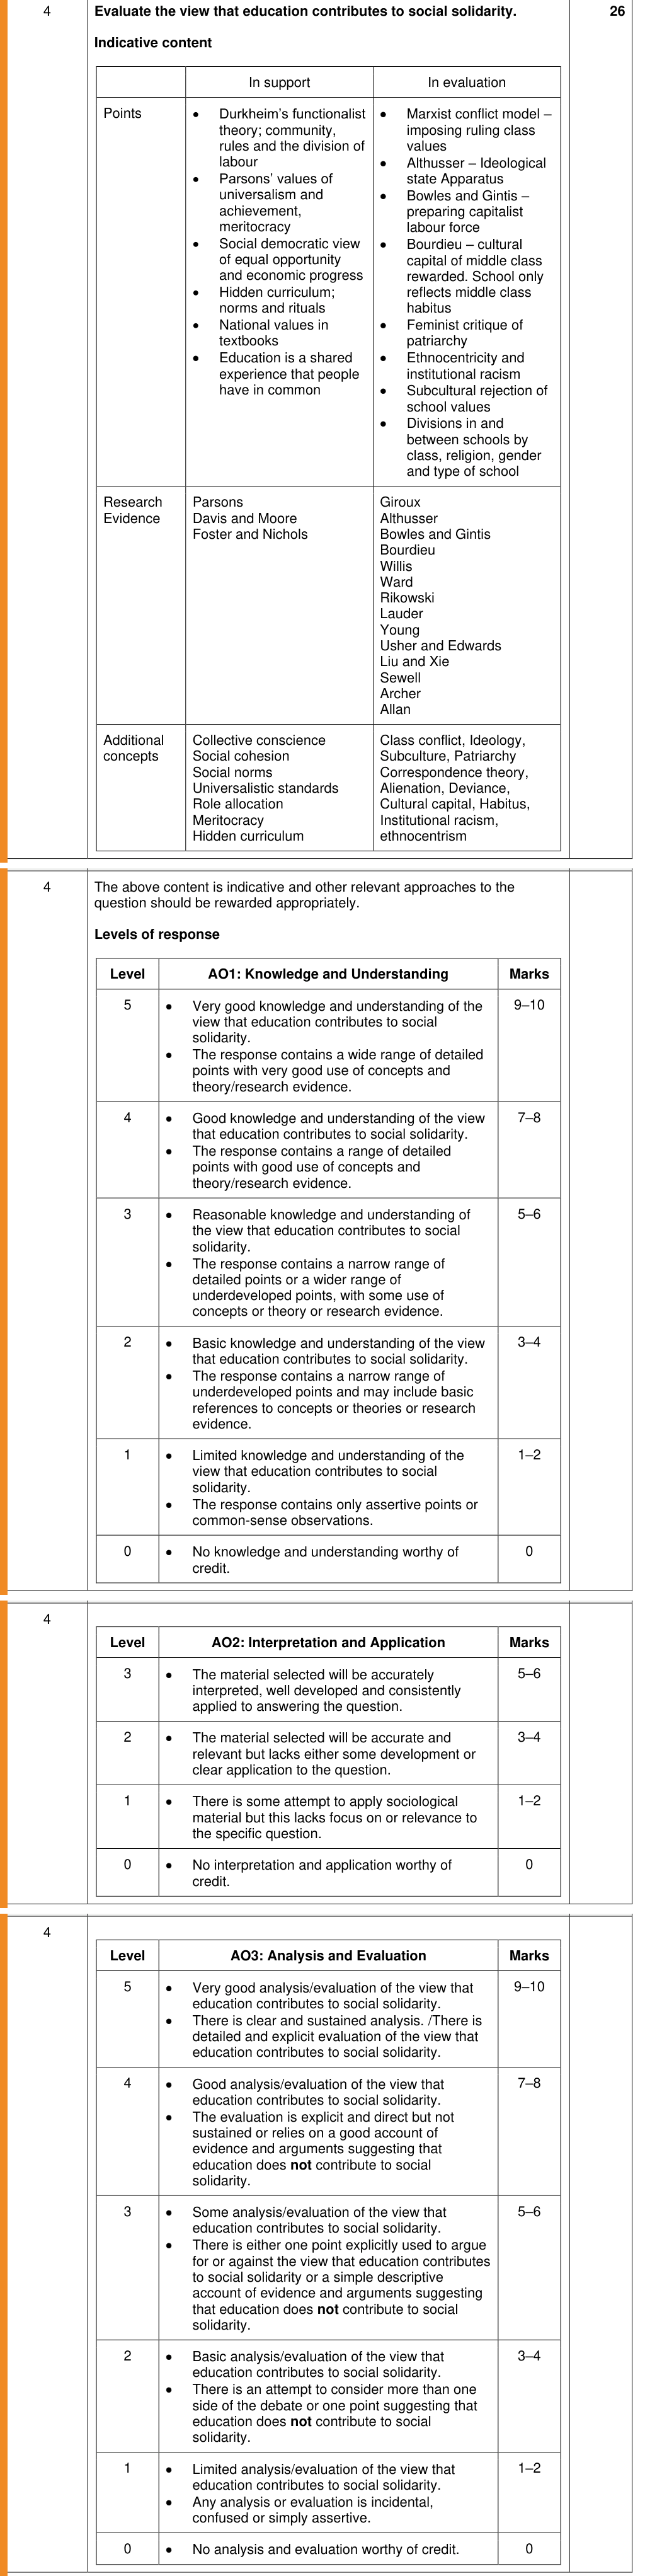 4
Evaluate the view that education contributes to social solidarity.
26
Indicative content
In support
In evaluation
Points
• Durkheim's functionalist
theory; community,
rules and the division of
labour
• Parsons' values of
universalism and
achievement,
meritocracy
• Social democratic view
of equal opportunity
and economic progress
• Hidden curriculum;
norms and rituals
• National values in
textbooks
• Education is a shared
experience that people
have in common
• Marxist conflict model –
imposing ruling class
values
• Althusser – Ideological
state Apparatus
• Bowles and Gintis –
preparing capitalist
labour force
• Bourdieu – cultural
capital of middle class
rewarded. School only
reflects middle class
habitus
• Feminist critique of
patriarchy
• Ethnocentricity and
institutional racism
• Subcultural rejection of
school values
• Divisions in and
between schools by
class, religion, gender
and type of school
Research
Evidence
Parsons
Davis and Moore
Foster and Nichols
Giroux
Althusser
Bowles and Gintis
Bourdieu
Willis
Ward
Rikowski
Lauder
Young
Usher and Edwards
Liu and Xie
Sewell
Archer
Allan
Additional
concepts
Collective conscience
Social cohesion
Social norms
Universalistic standards
Role allocation
Meritocracy
Hidden curriculum
Class conflict, Ideology,
Subculture, Patriarchy
Correspondence theory,
Alienation, Deviance,
Cultural capital, Habitus,
Institutional racism,
ethnocentrism
4
The above content is indicative and other relevant approaches to the
question should be rewarded appropriately.
Levels of response
Level
AO1: Knowledge and Understanding
Marks
5
• Very good knowledge and understanding of the
view that education contributes to social
solidarity.
• The response contains a wide range of detailed
points with very good use of concepts and
theory/research evidence.
9–10
4
• Good knowledge and understanding of the view
that education contributes to social solidarity.
• The response contains a range of detailed
points with good use of concepts and
theory/research evidence.
7–8
3
• Reasonable knowledge and understanding of
the view that education contributes to social
solidarity.
• The response contains a narrow range of
detailed points or a wider range of
underdeveloped points, with some use of
concepts or theory or research evidence.
5–6
2
• Basic knowledge and understanding of the view
that education contributes to social solidarity.
• The response contains a narrow range of
underdeveloped points and may include basic
references to concepts or theories or research
evidence.
3–4
1
• Limited knowledge and understanding of the
view that education contributes to social
solidarity.
• The response contains only assertive points or
common-sense observations.
1–2
0
• No knowledge and understanding worthy of
credit.
0
4
Level
AO2: Interpretation and Application
Marks
3
• The material selected will be accurately
interpreted, well developed and consistently
applied to answering the question.
5–6
2
• The material selected will be accurate and
relevant but lacks either some development or
clear application to the question.
3–4
1
• There is some attempt to apply sociological
material but this lacks focus on or relevance to
the specific question.
1–2
0
• No interpretation and application worthy of
credit.
0
4
Level
AO3: Analysis and Evaluation
Marks
5
• Very good analysis/evaluation of the view that
education contributes to social solidarity.
• There is clear and sustained analysis. /There is
detailed and explicit evaluation of the view that
education contributes to social solidarity.
9–10
4
• Good analysis/evaluation of the view that
education contributes to social solidarity.
• The evaluation is explicit and direct but not
sustained or relies on a good account of
evidence and arguments suggesting that
education does not contribute to social
solidarity.
7–8
3
• Some analysis/evaluation of the view that
education contributes to social solidarity.
• There is either one point explicitly used to argue
for or against the view that education contributes
to social solidarity or a simple descriptive
account of evidence and arguments suggesting
that education does not contribute to social
solidarity.
5–6
2
• Basic analysis/evaluation of the view that
education contributes to social solidarity.
• There is an attempt to consider more than one
side of the debate or one point suggesting that
education does not contribute to social
solidarity.
3–4
1
• Limited analysis/evaluation of the view that
education contributes to social solidarity.
• Any analysis or evaluation is incidental,
confused or simply assertive.
1–2
0
• No analysis and evaluation worthy of credit.
0